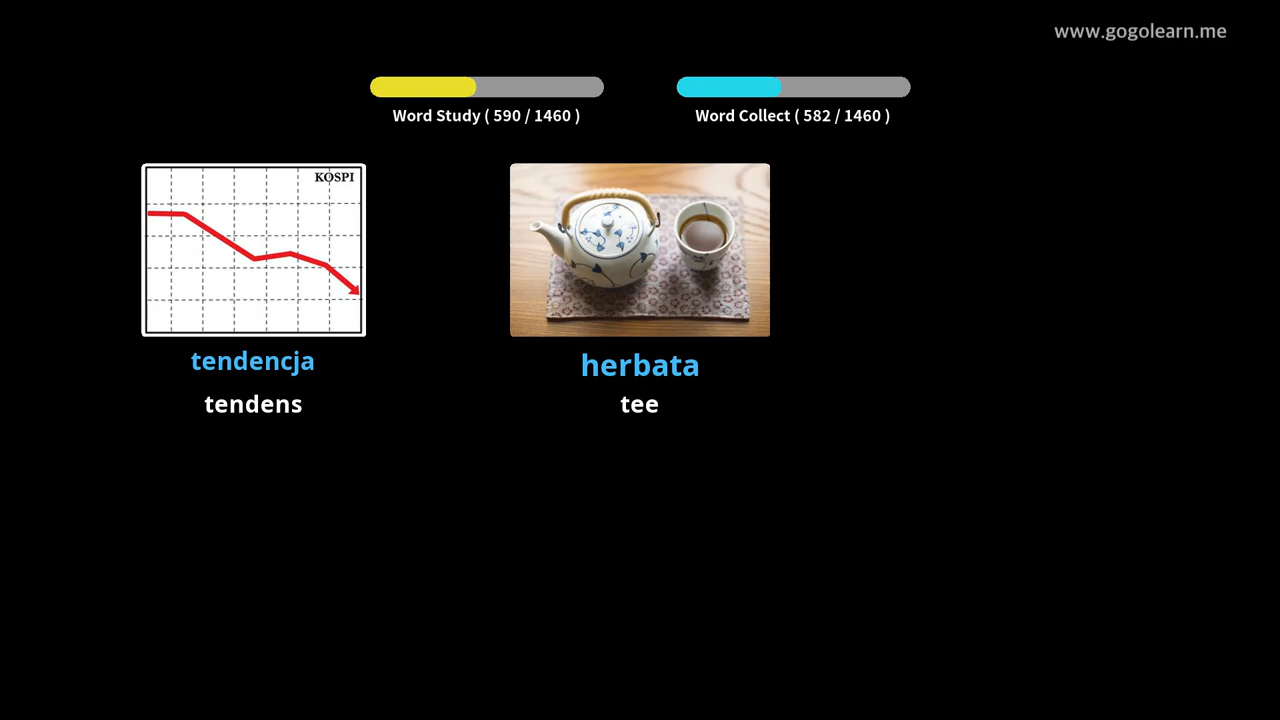 www.gogolearn.me
Word Study ( 590 / 1460 )
Word Collect ( 582 / 1460 )
KOSPI
tendencja
herbata
tendens
tee